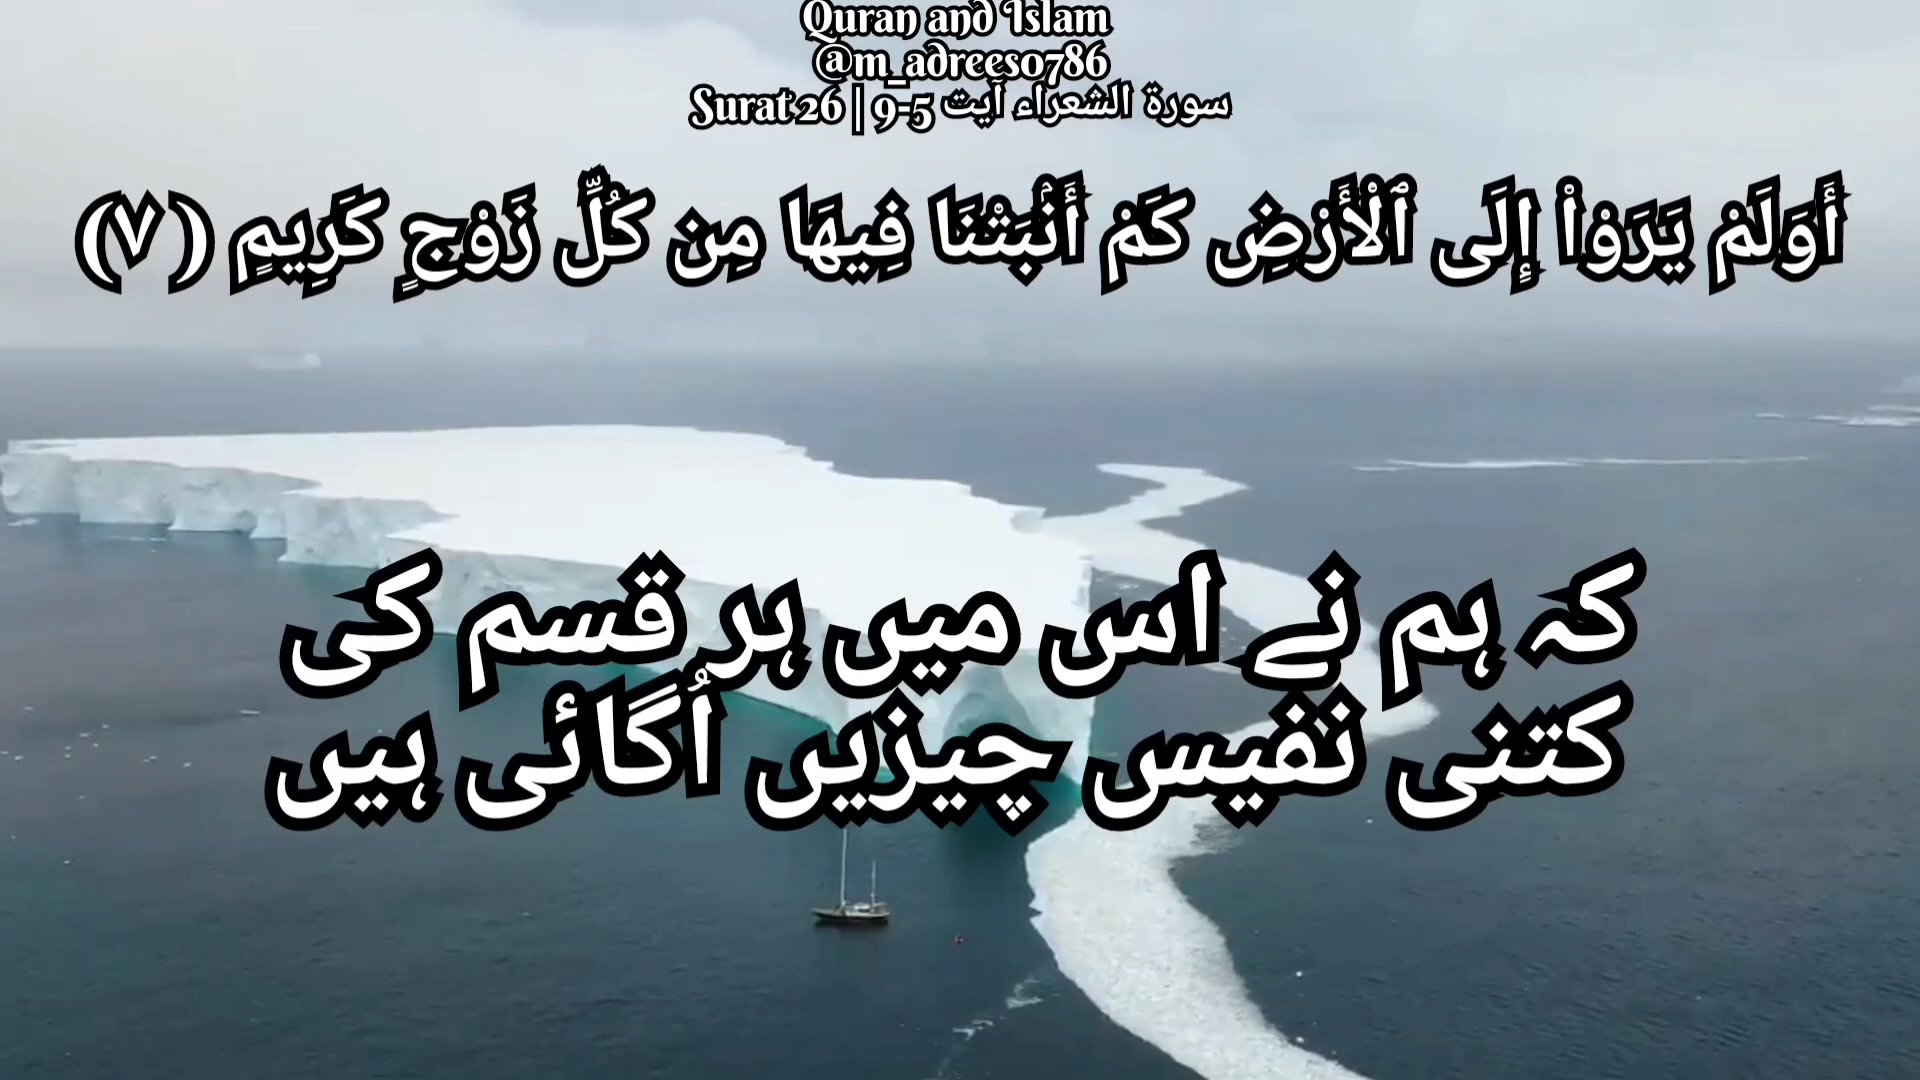 Quran and Islam
@m_adreeso786
Surat 26 | 9-5 سورة الشعراء آیت
أَوَلَمْ يَرَوْا۟ إِلَى ٱلْأَرْضِ كَمْ أَنۢبَتْنَا فِيهَا مِن كُلِّ زَوْجٍ كَرِيمٍ (٧)
کہ ہم نے اس میں ہر قسم کی
کتنی نفیس چیزیں اُگائی ہیں